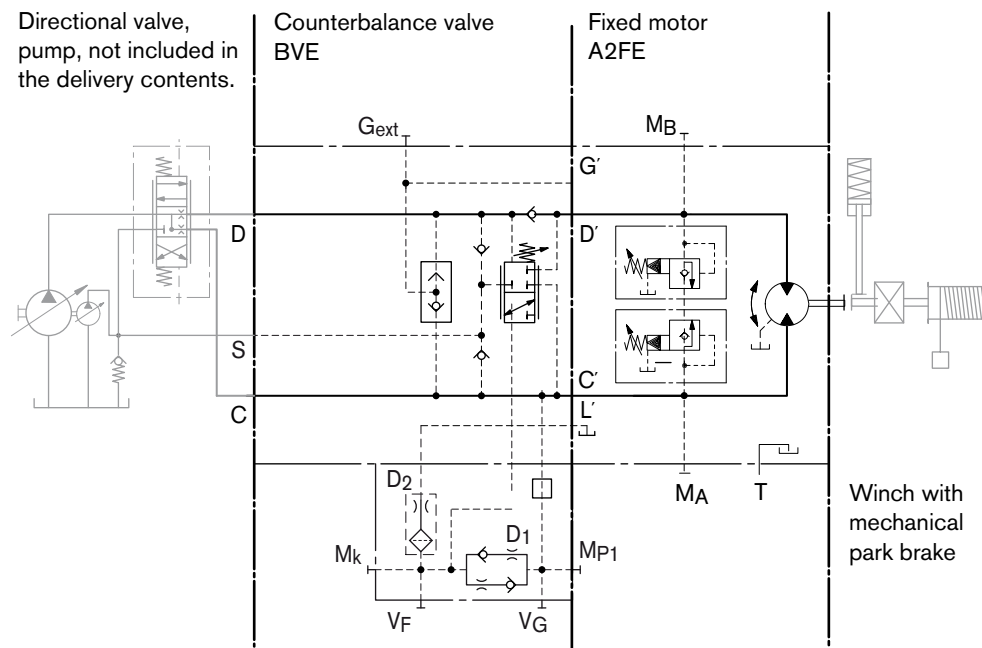 Directional valve,
pump, not included in
the delivery contents.
Counterbalance valve
BVE
Fixed motor
A2FE
Gext
MB
G′
D
D′
S
C′
C
L′
D2
MA
T
D1
Mk
MP1
VF
VG
Winch with
mechanical
park brake